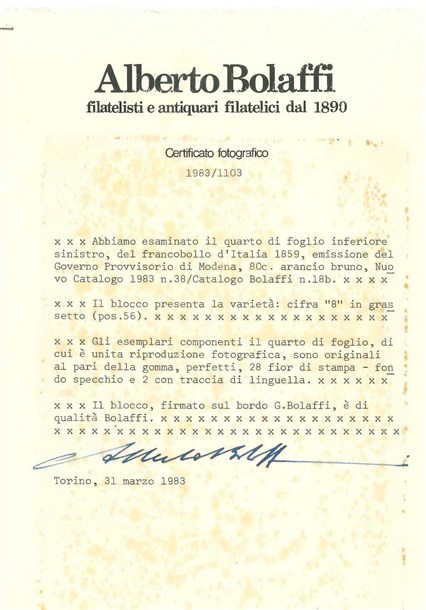 Alberto Bolaffi
filatelisti e antiquari filatelici dal 1890
Certificato fotografico
1983/1103
x x x Abbiamo esaminato il quarto di foglio inferiore
sinistro, del francobollo d'Italia 1859, emissione del
Governo Provvisorio di Modena, 80c. arancio bruno, Nuo
vo Catalogo 1983 n.38/Catalogo Bolaffi n.18b. x x x x
x x x Il blocco presenta la varietà: cifra "8" in gras
setto (pos.56). x x x x x x x x x x x x x x x x x x x
x x x Gli esemplari componenti il quarto di foglio, di
cui è unita riproduzione fotografica, sono originali
al pari della gomma, perfetti, 28 fior di stampa - fon
do specchio e 2 con traccia di linguella. x x x x x x
x x x Il blocco, firmato sul bordo G.Bolaffi, è di
qualità Bolaffi. x x x x x x x x x x x x x x x x x x x
x x x x x x x x x x x x x x x x x x x x x x x x x x x
Torino, 31 marzo 1983